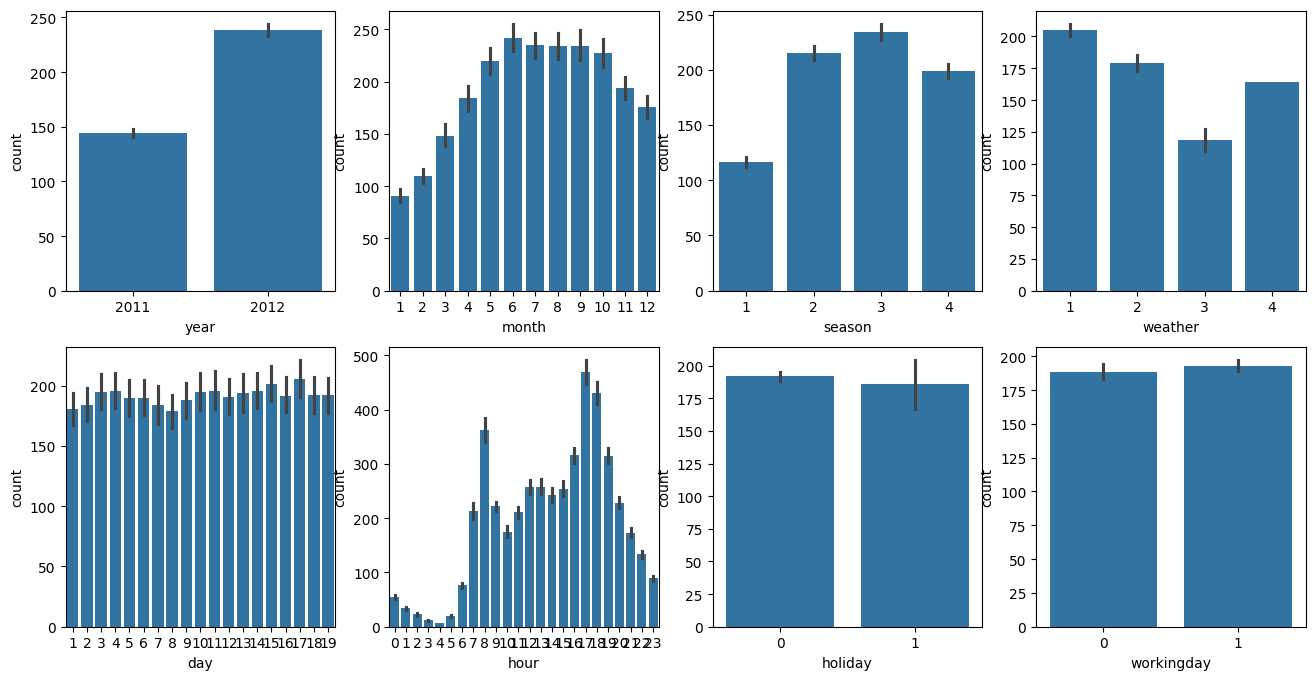 250
200
150
100
50
0
count
2011 2012
year
250
200
150
100
50
0
count
1 2 3 4 5 6 7 8 9 10 11 12
month
250
200
150
100
50
0
count
1 2 3 4
season
200
175
150
125
100
75
50
25
0
count
1 2 3 4
weather
200
150
100
50
0
count
1 2 3 4 5 6 7 8 9 10 11 12 13 14 15 16 17 18 19
day
500
400
300
200
100
0
count
0 1 2 3 4 5 6 7 8 9 10 11 12 13 14 15 16 17 18 19 20 21 22 23
hour
200
175
150
125
100
75
50
25
0
count
0 1
holiday
200
175
150
125
100
75
50
25
0
count
0 1
workingday